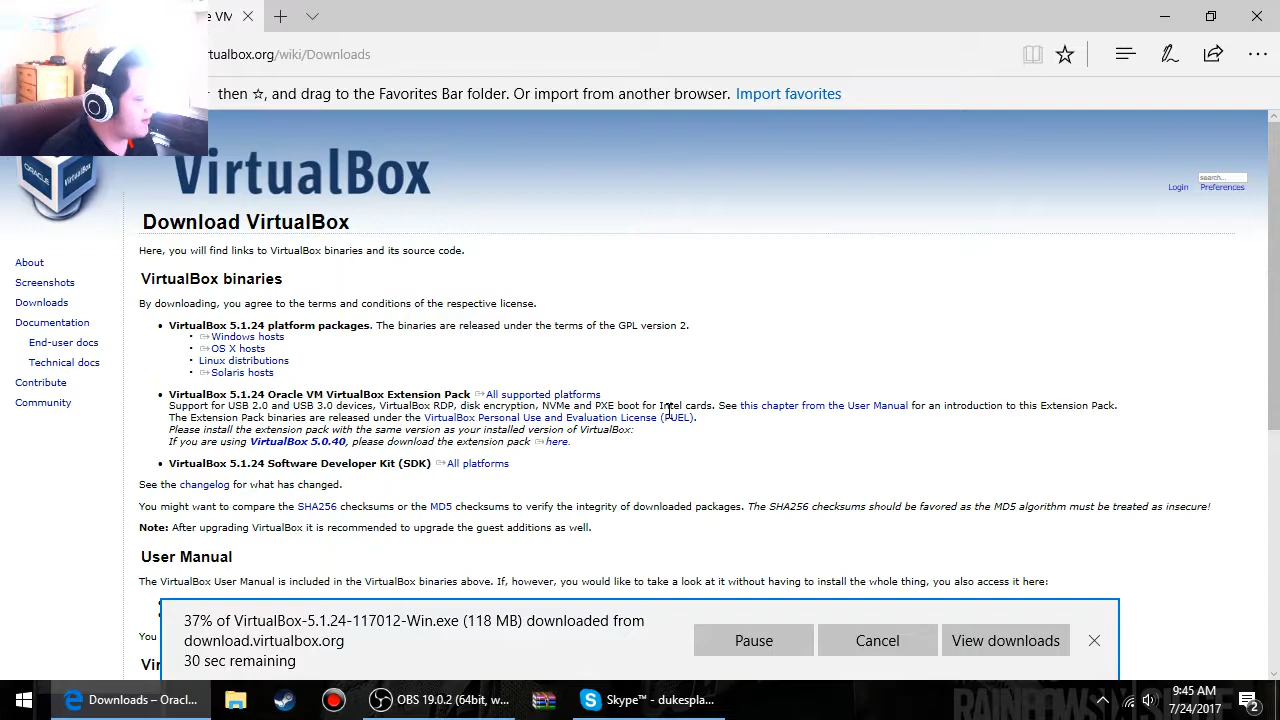 e VM
tualbox.org/wiki/Downloads
then ☆, and drag to the Favorites Bar folder. Or import from another browser. Import favorites
ORACLE
VirtualBox
VirtualBox
search...
Login Preferences
Download VirtualBox
Here, you will find links to VirtualBox binaries and its source code.
About
Screenshots
Downloads
Documentation
End-user docs
Technical docs
Contribute
Community
VirtualBox binaries
By downloading, you agree to the terms and conditions of the respective license.
• VirtualBox 5.1.24 platform packages. The binaries are released under the terms of the GPL version 2.
• Windows hosts
• OS X hosts
Linux distributions
• Solaris hosts
• VirtualBox 5.1.24 Oracle VM VirtualBox Extension Pack All supported platforms
Support for USB 2.0 and USB 3.0 devices, VirtualBox RDP, disk encryption, NVMe and PXE boot for Intel cards. See this chapter from the User Manual for an introduction to this Extension Pack.
The Extension Pack binaries are released under the VirtualBox Personal Use and Evaluation License (PUEL).
Please install the extension pack with the same version as your installed version of VirtualBox:
If you are using VirtualBox 5.0.40, please download the extension pack here.
• VirtualBox 5.1.24 Software Developer Kit (SDK) All platforms
See the changelog for what has changed.
You might want to compare the SHA256 checksums or the MD5 checksums to verify the integrity of downloaded packages. The SHA256 checksums should be favored as the MD5 algorithm must be treated as insecure!
Note: After upgrading VirtualBox it is recommended to upgrade the guest additions as well.
User Manual
The VirtualBox User Manual is included in the VirtualBox binaries above. If, however, you would like to take a look at it without having to install the whole thing, you also access it here:
You
Vir
37% of VirtualBox-5.1.24-117012-Win.exe (118 MB) downloaded from
download.virtualbox.org
30 sec remaining
Pause Cancel View downloads
Downloads – Oracl...
OBS 19.0.2 (64bit, w...
Skype™ - dukespla...
9:45 AM
7/24/2017
2